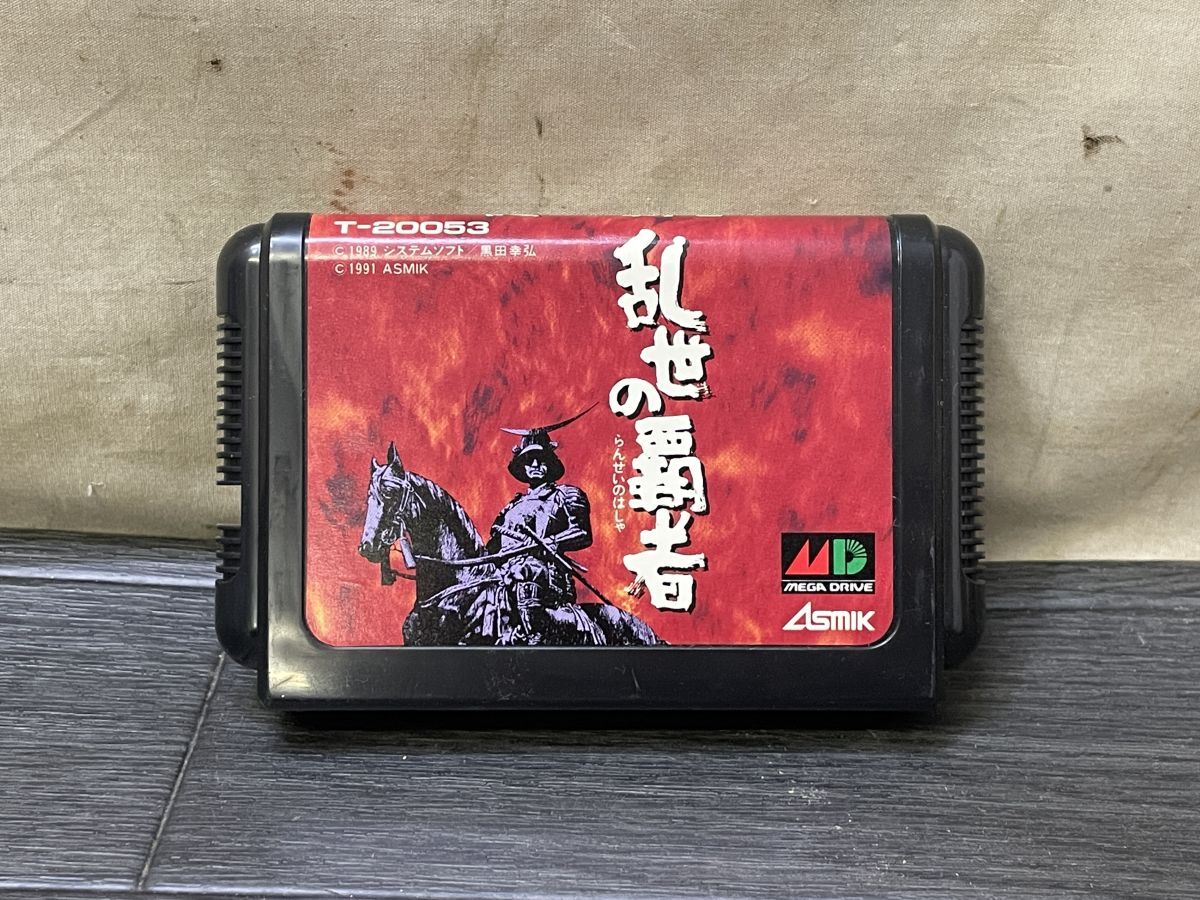 T-20053
© 1989 システムソフト／黒田幸弘
© 1991 ASMIK
乱世の覇者
らんせいのはしゃ
MD
MEGA DRIVE
ASMIK